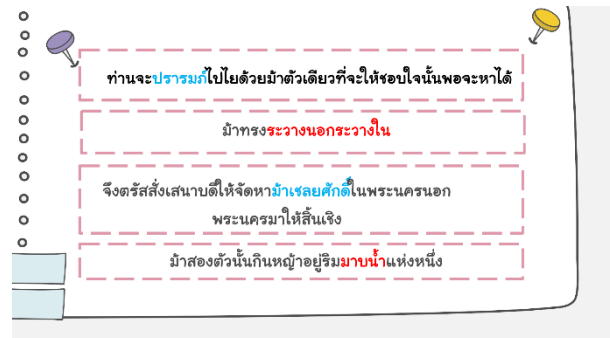 ท่านจะปรารมภ์ไปไยด้วยม้าตัวเดียวที่จะให้ชอบใจนั้นพอจะหาได้
ม้าทรงระวางนอกระวางใน
จึงตรัสสั่งเสนาบดีให้จัดหาม้าเชลยศักดิ์ในพระนครนอก
พระนครมาให้สิ้นเชิง
ม้าสองตัวนั้นกินหญ้าอยู่ริมมาบน้ำแห่งหนึ่ง